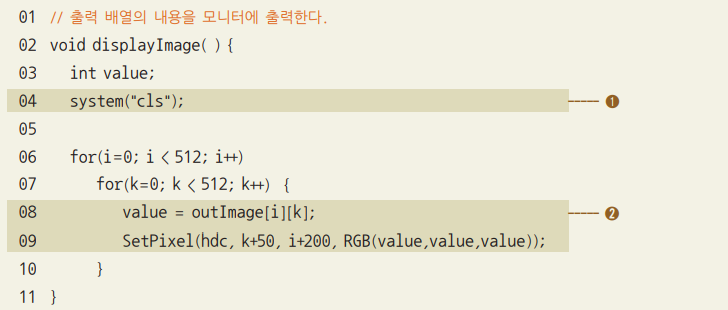 01 // 출력 배열의 내용을 모니터에 출력한다.
02 void displayImage( ) {
03 int value;
04 system("cls"); ❶
05
06 for(i=0; i < 512; i++)
07 for(k=0; k < 512; k++) {
08 value = outImage[i][k]; ❷
09 SetPixel(hdc, k+50, i+200, RGB(value,value,value));
10 }
11 }